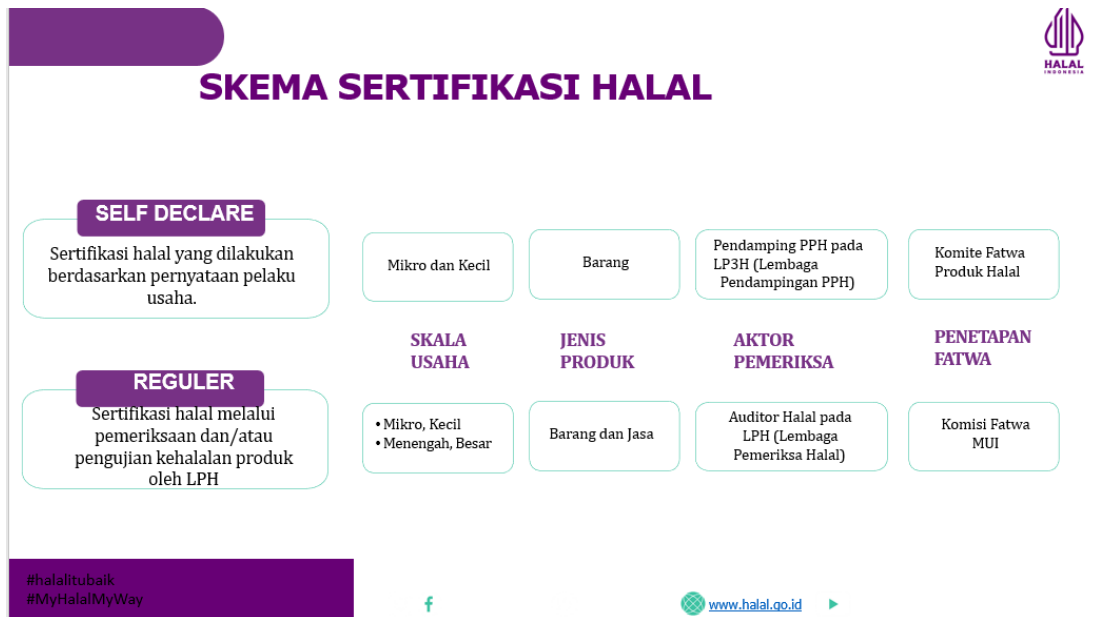 HALAL
INDONESIA
SKEMA SERTIFIKASI HALAL
SELF DECLARE
Sertifikasi halal yang dilakukan
berdasarkan pernyataan pelaku
usaha.
Mikro dan Kecil
Barang
Pendamping PPH pada
LP3H (Lembaga
Pendampingan PPH)
Komite Fatwa
Produk Halal
SKALA
USAHA
JENIS
PRODUK
AKTOR
PEMERIKSA
PENETAPAN
FATWA
REGULER
Sertifikasi halal melalui
pemeriksaan dan/atau
pengujian kehalalan produk
oleh LPH
• Mikro, Kecil
• Menengah, Besar
Barang dan Jasa
Auditor Halal pada
LPH (Lembaga
Pemeriksa Halal)
Komisi Fatwa
MUI
#halalitubaik
#MyHalalMyWay
www.halal.go.id